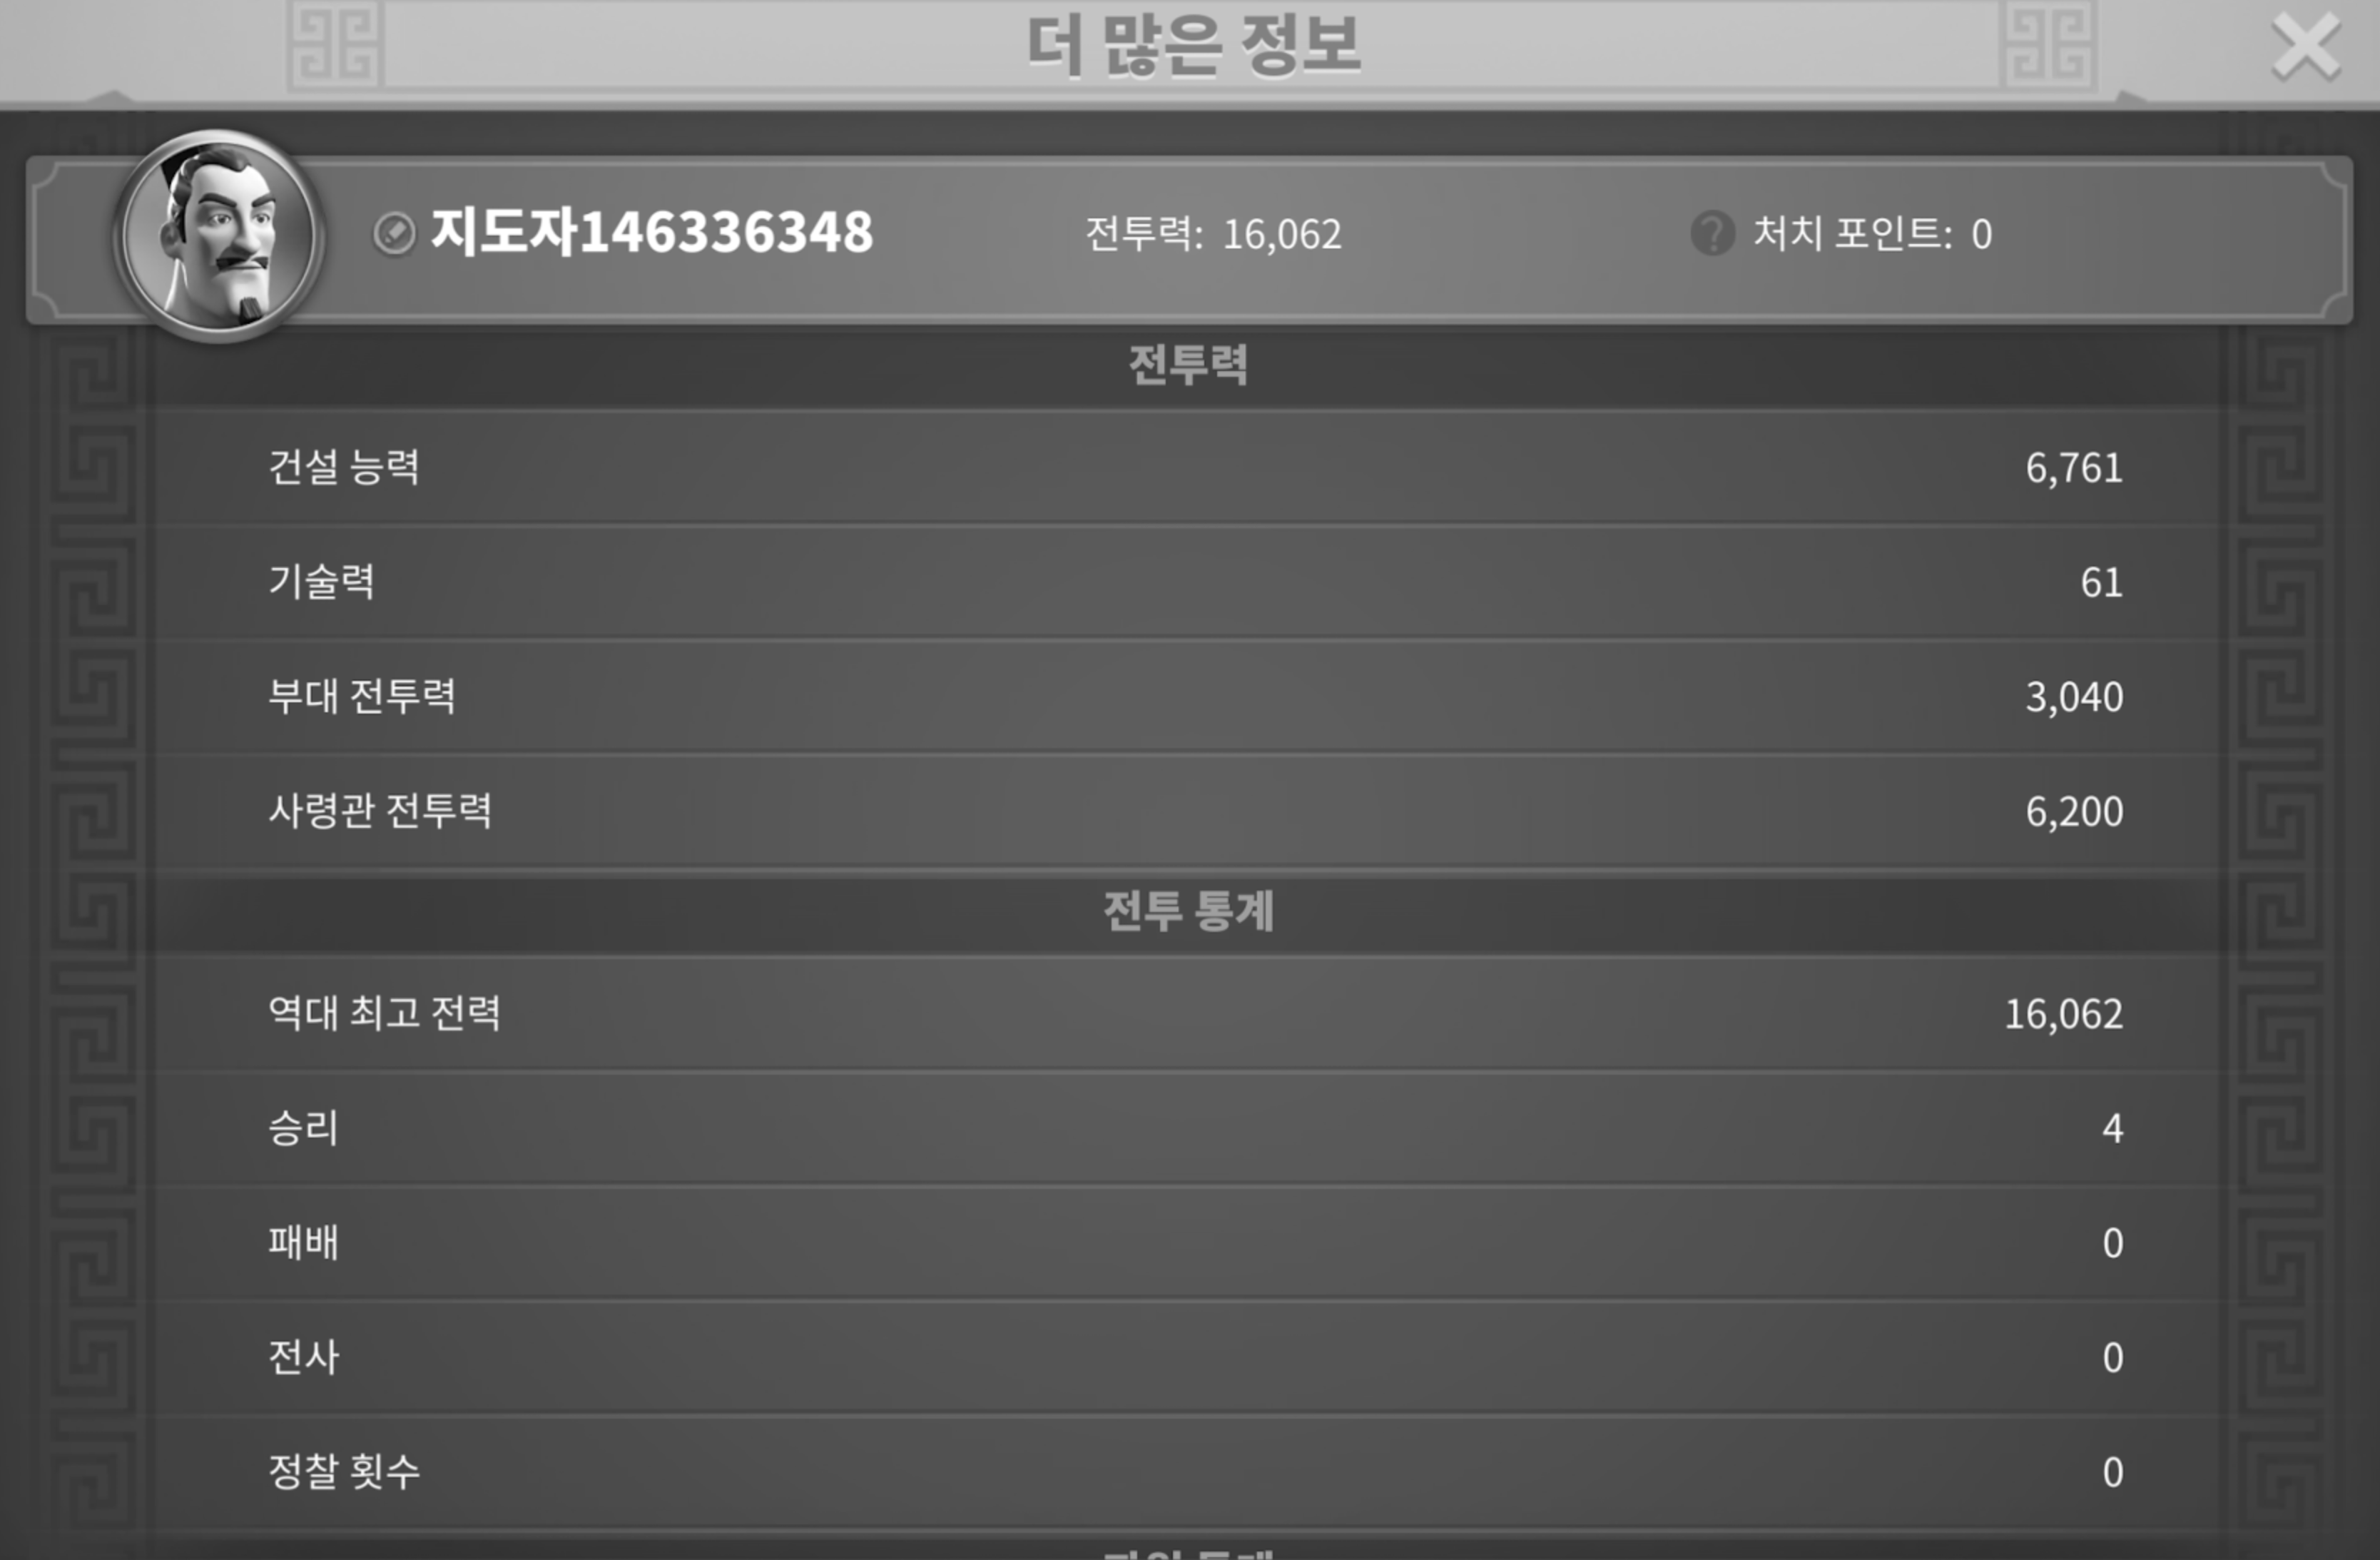 더 많은 정보
지도자146336348 전투력: 16,062 처치 포인트: 0
전투력
건설 능력 6,761
기술력 61
부대 전투력 3,040
사령관 전투력 6,200
전투 통계
역대 최고 전력 16,062
승리 4
패배 0
전사 0
정찰 횟수 0